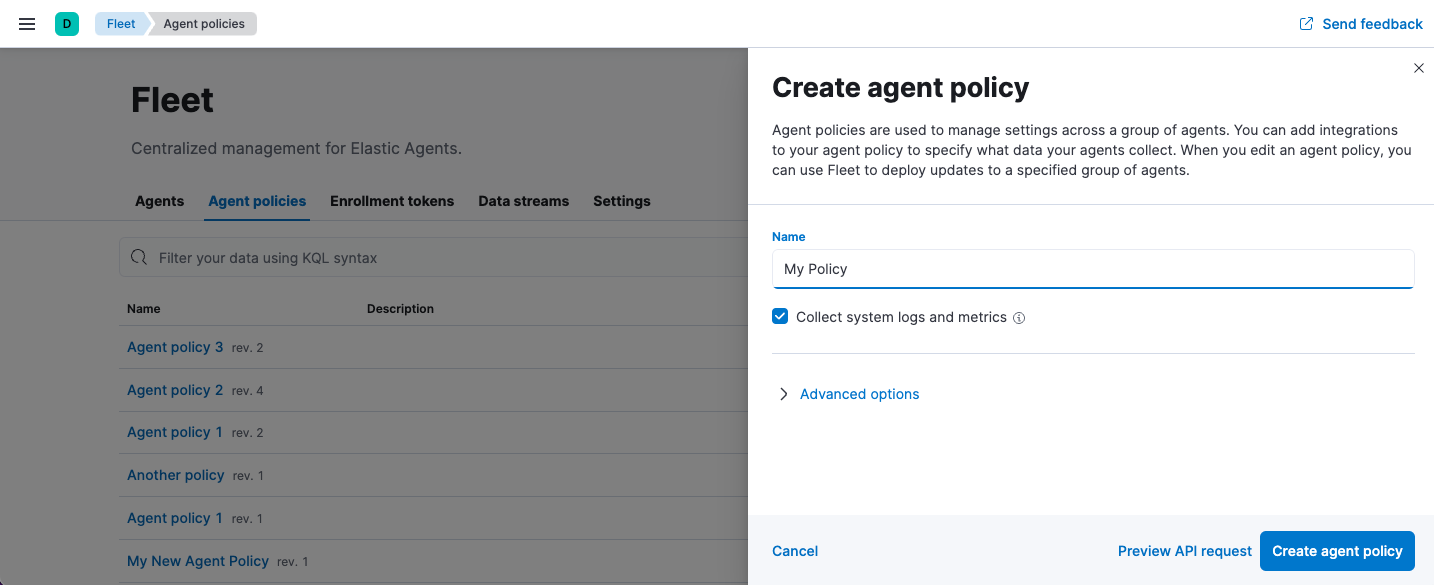 D
Fleet
Agent policies
Send feedback
Fleet
Centralized management for Elastic Agents.
Agents
Agent policies
Enrollment tokens
Data streams
Settings
Filter your data using KQL syntax
Name
Description
Agent policy 3 rev. 2
Agent policy 2 rev. 4
Agent policy 1 rev. 2
Another policy rev. 1
Agent policy 1 rev. 1
My New Agent Policy rev. 1
Create agent policy
Agent policies are used to manage settings across a group of agents. You can add integrations
to your agent policy to specify what data your agents collect. When you edit an agent policy, you
can use Fleet to deploy updates to a specified group of agents.
Name
My Policy
Collect system logs and metrics
Advanced options
Cancel
Preview API request
Create agent policy